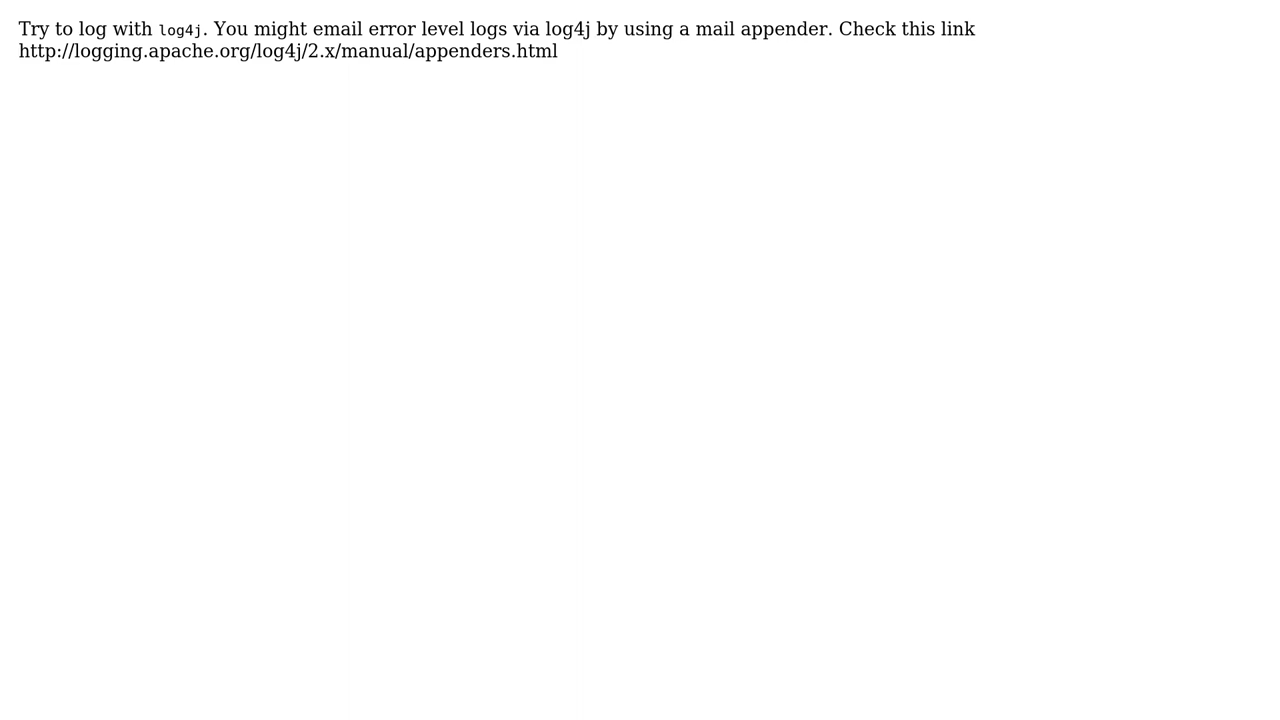 Try to log with log4j. You might email error level logs via log4j by using a mail appender. Check this link
http://logging.apache.org/log4j/2.x/manual/appenders.html